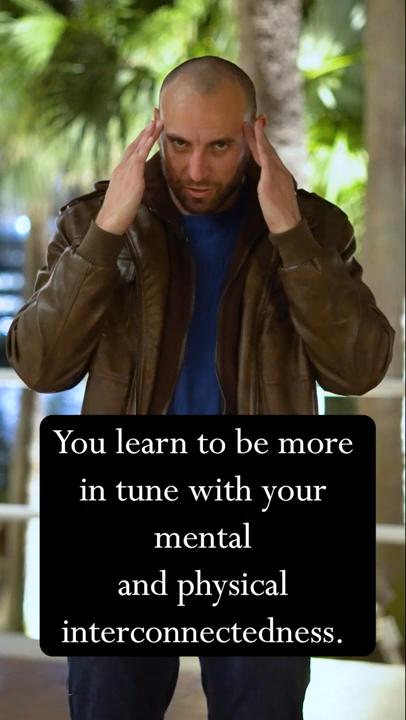 You learn to be more
in tune with your
mental
and physical
interconnectedness.